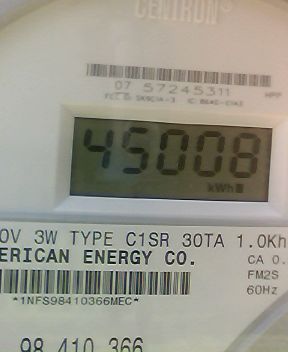 CENTRON®
07 57245311
45008
kWh
0V 3W TYPE C1SR 30TA 1.0Kh
ERICAN ENERGY CO.
CA 0.
FM2S
*1NFS98410366MEC*
60Hz
98 410 366